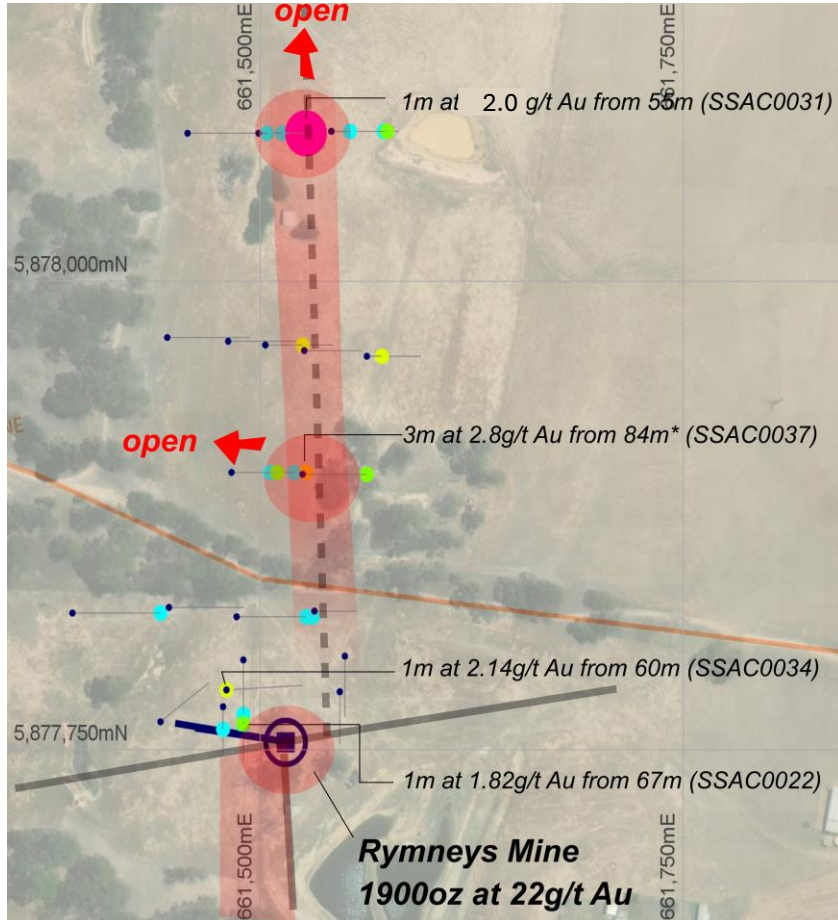 open
661,500mE
661,750mE
1m at 2.0 g/t Au from 55m (SSAC0031)
5,878,000mN
open
3m at 2.8g/t Au from 84m* (SSAC0037)
NE
1m at 2.14g/t Au from 60m (SSAC0034)
5,877,750mN
1m at 1.82g/t Au from 67m (SSAC0022)
661,500mE
661,750mE
Rymneys Mine
1900oz at 22g/t Au